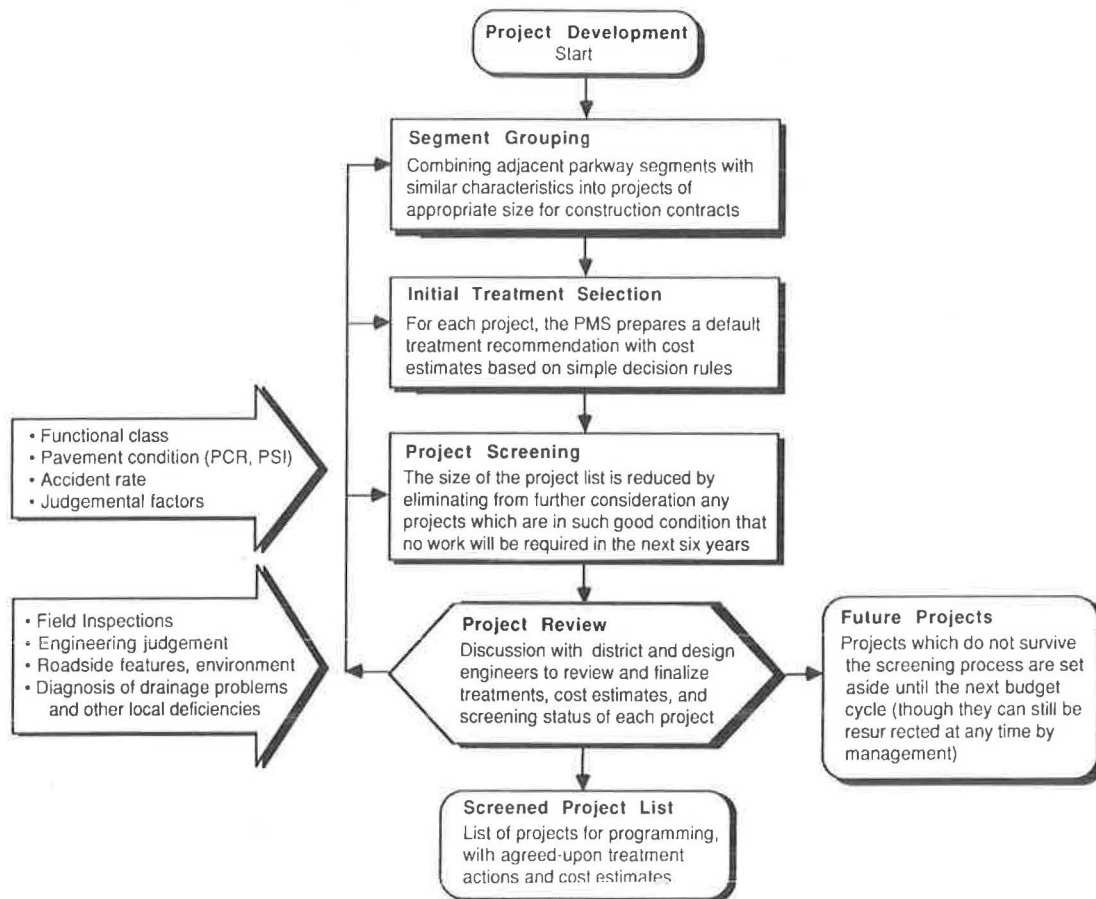 Project Development
Start
Segment Grouping
Combining adjacent parkway segments with
similar characteristics into projects of
appropriate size for construction contracts
Initial Treatment Selection
For each project, the PMS prepares a default
treatment recommendation with cost
estimates based on simple decision rules
• Functional class
• Pavement condition (PCR, PSI)
• Accident rate
• Judgemental factors
Project Screening
The size of the project list is reduced by
eliminating from further consideration any
projects which are in such good condition that
no work will be required in the next six years
• Field Inspections
• Engineering judgement
• Roadside features, environment
• Diagnosis of drainage problems
and other local deficiencies
Project Review
Discussion with district and design
engineers to review and finalize
treatments, cost estimates, and
screening status of each project
Future Projects
Projects which do not survive
the screening process are set
aside until the next budget
cycle (though they can still be
resur rected at any time by
management)
Screened Project List
List of projects for programming,
with agreed-upon treatment
actions and cost estimates